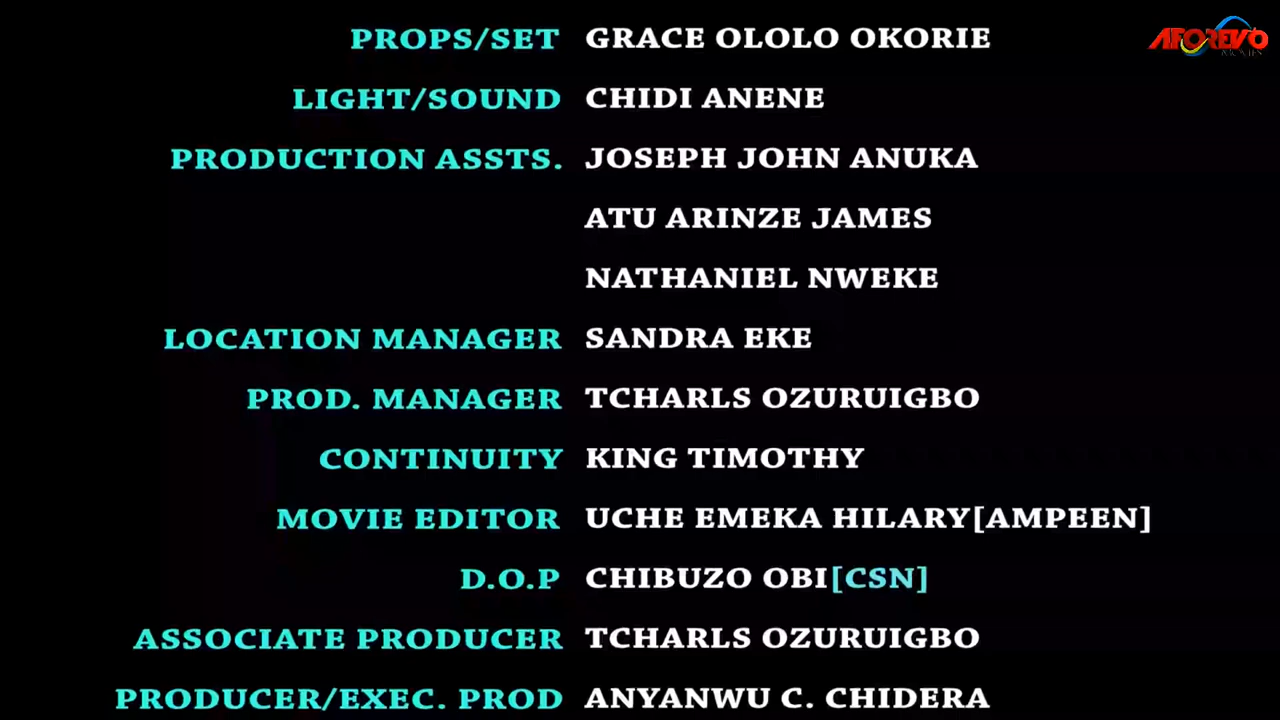 PROPS/SET GRACE OLOLO OKORIE
AFOREVO
MOVIES
LIGHT/SOUND CHIDI ANENE
PRODUCTION ASSTS. JOSEPH JOHN ANUKA
ATU ARINZE JAMES
NATHANIEL NWEKE
LOCATION MANAGER SANDRA EKE
PROD. MANAGER TCHARLS OZURUIGBO
CONTINUITY KING TIMOTHY
MOVIE EDITOR UCHE EMEKA HILARY[AMPEEN]
D.O.P CHIBUZO OBI[CSN]
ASSOCIATE PRODUCER TCHARLS OZURUIGBO
PRODUCER/EXEC. PROD ANYANWU C. CHIDERA